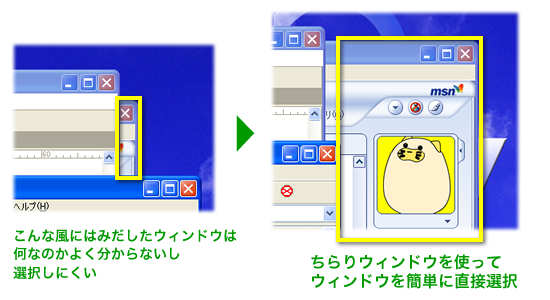 msn
リ(A)
60
ヘルプ(H)
こんな風にはみだしたウィンドウは
何なのかよく分からないし
選択しにくい
ちらりウィンドウを使って
ウィンドウを簡単に直接選択